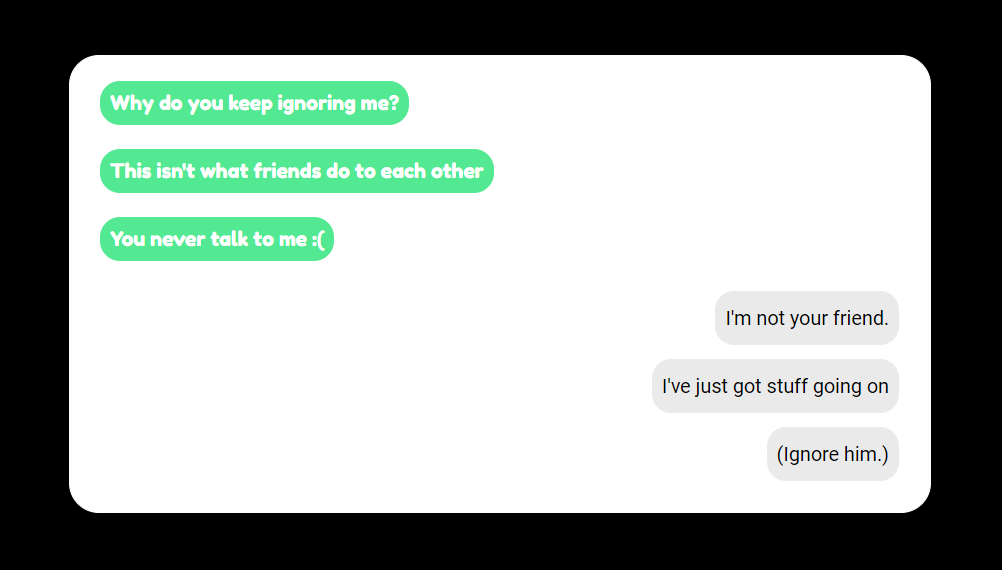 Why do you keep ignoring me?
This isn't what friends do to each other
You never talk to me :(
I'm not your friend.
I've just got stuff going on
(Ignore him.)